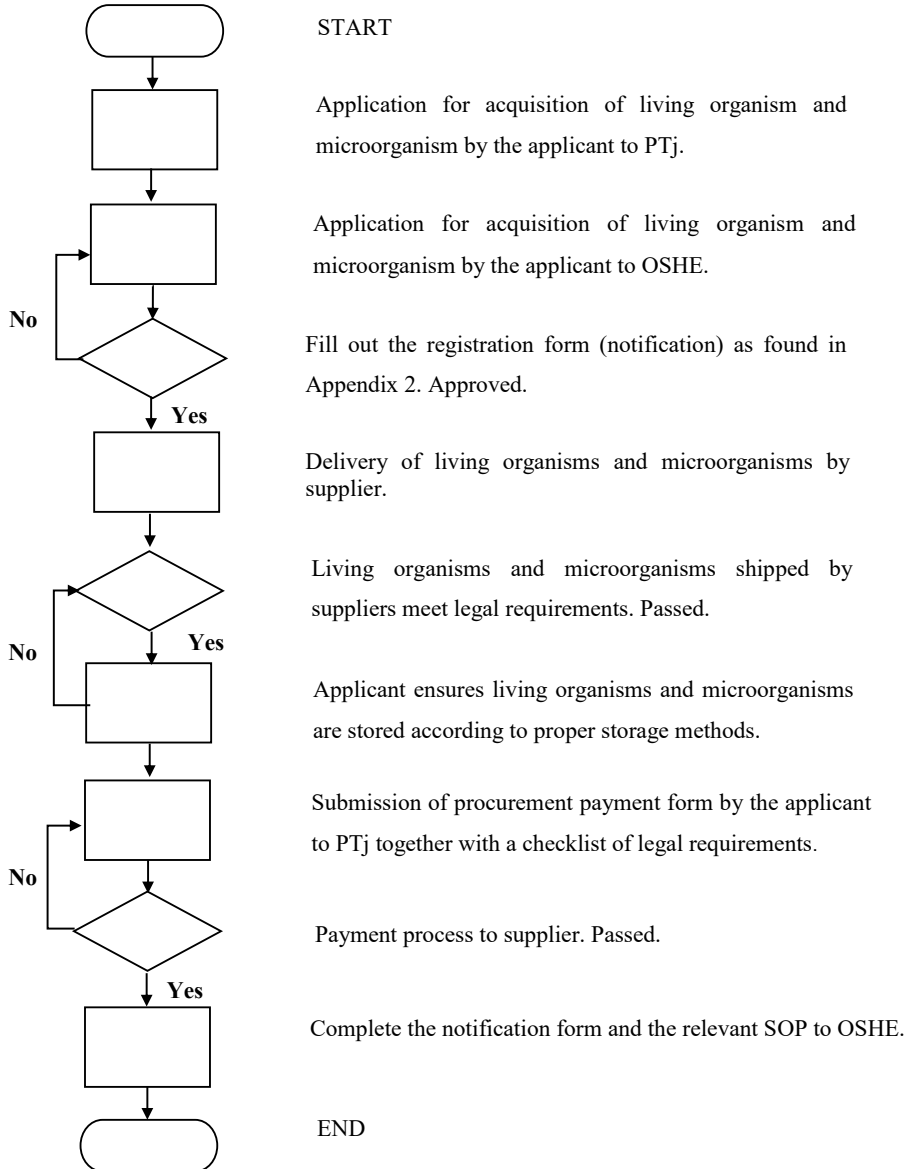 START
Application for acquisition of living organism and
microorganism by the applicant to PTj.
Application for acquisition of living organism and
microorganism by the applicant to OSHE.
No
Fill out the registration form (notification) as found in
Appendix 2. Approved.
Yes
Delivery of living organisms and microorganisms by
supplier.
Living organisms and microorganisms shipped by
suppliers meet legal requirements. Passed.
Yes
No
Applicant ensures living organisms and microorganisms
are stored according to proper storage methods.
Submission of procurement payment form by the applicant
to PTj together with a checklist of legal requirements.
No
Payment process to supplier. Passed.
Yes
Complete the notification form and the relevant SOP to OSHE.
END